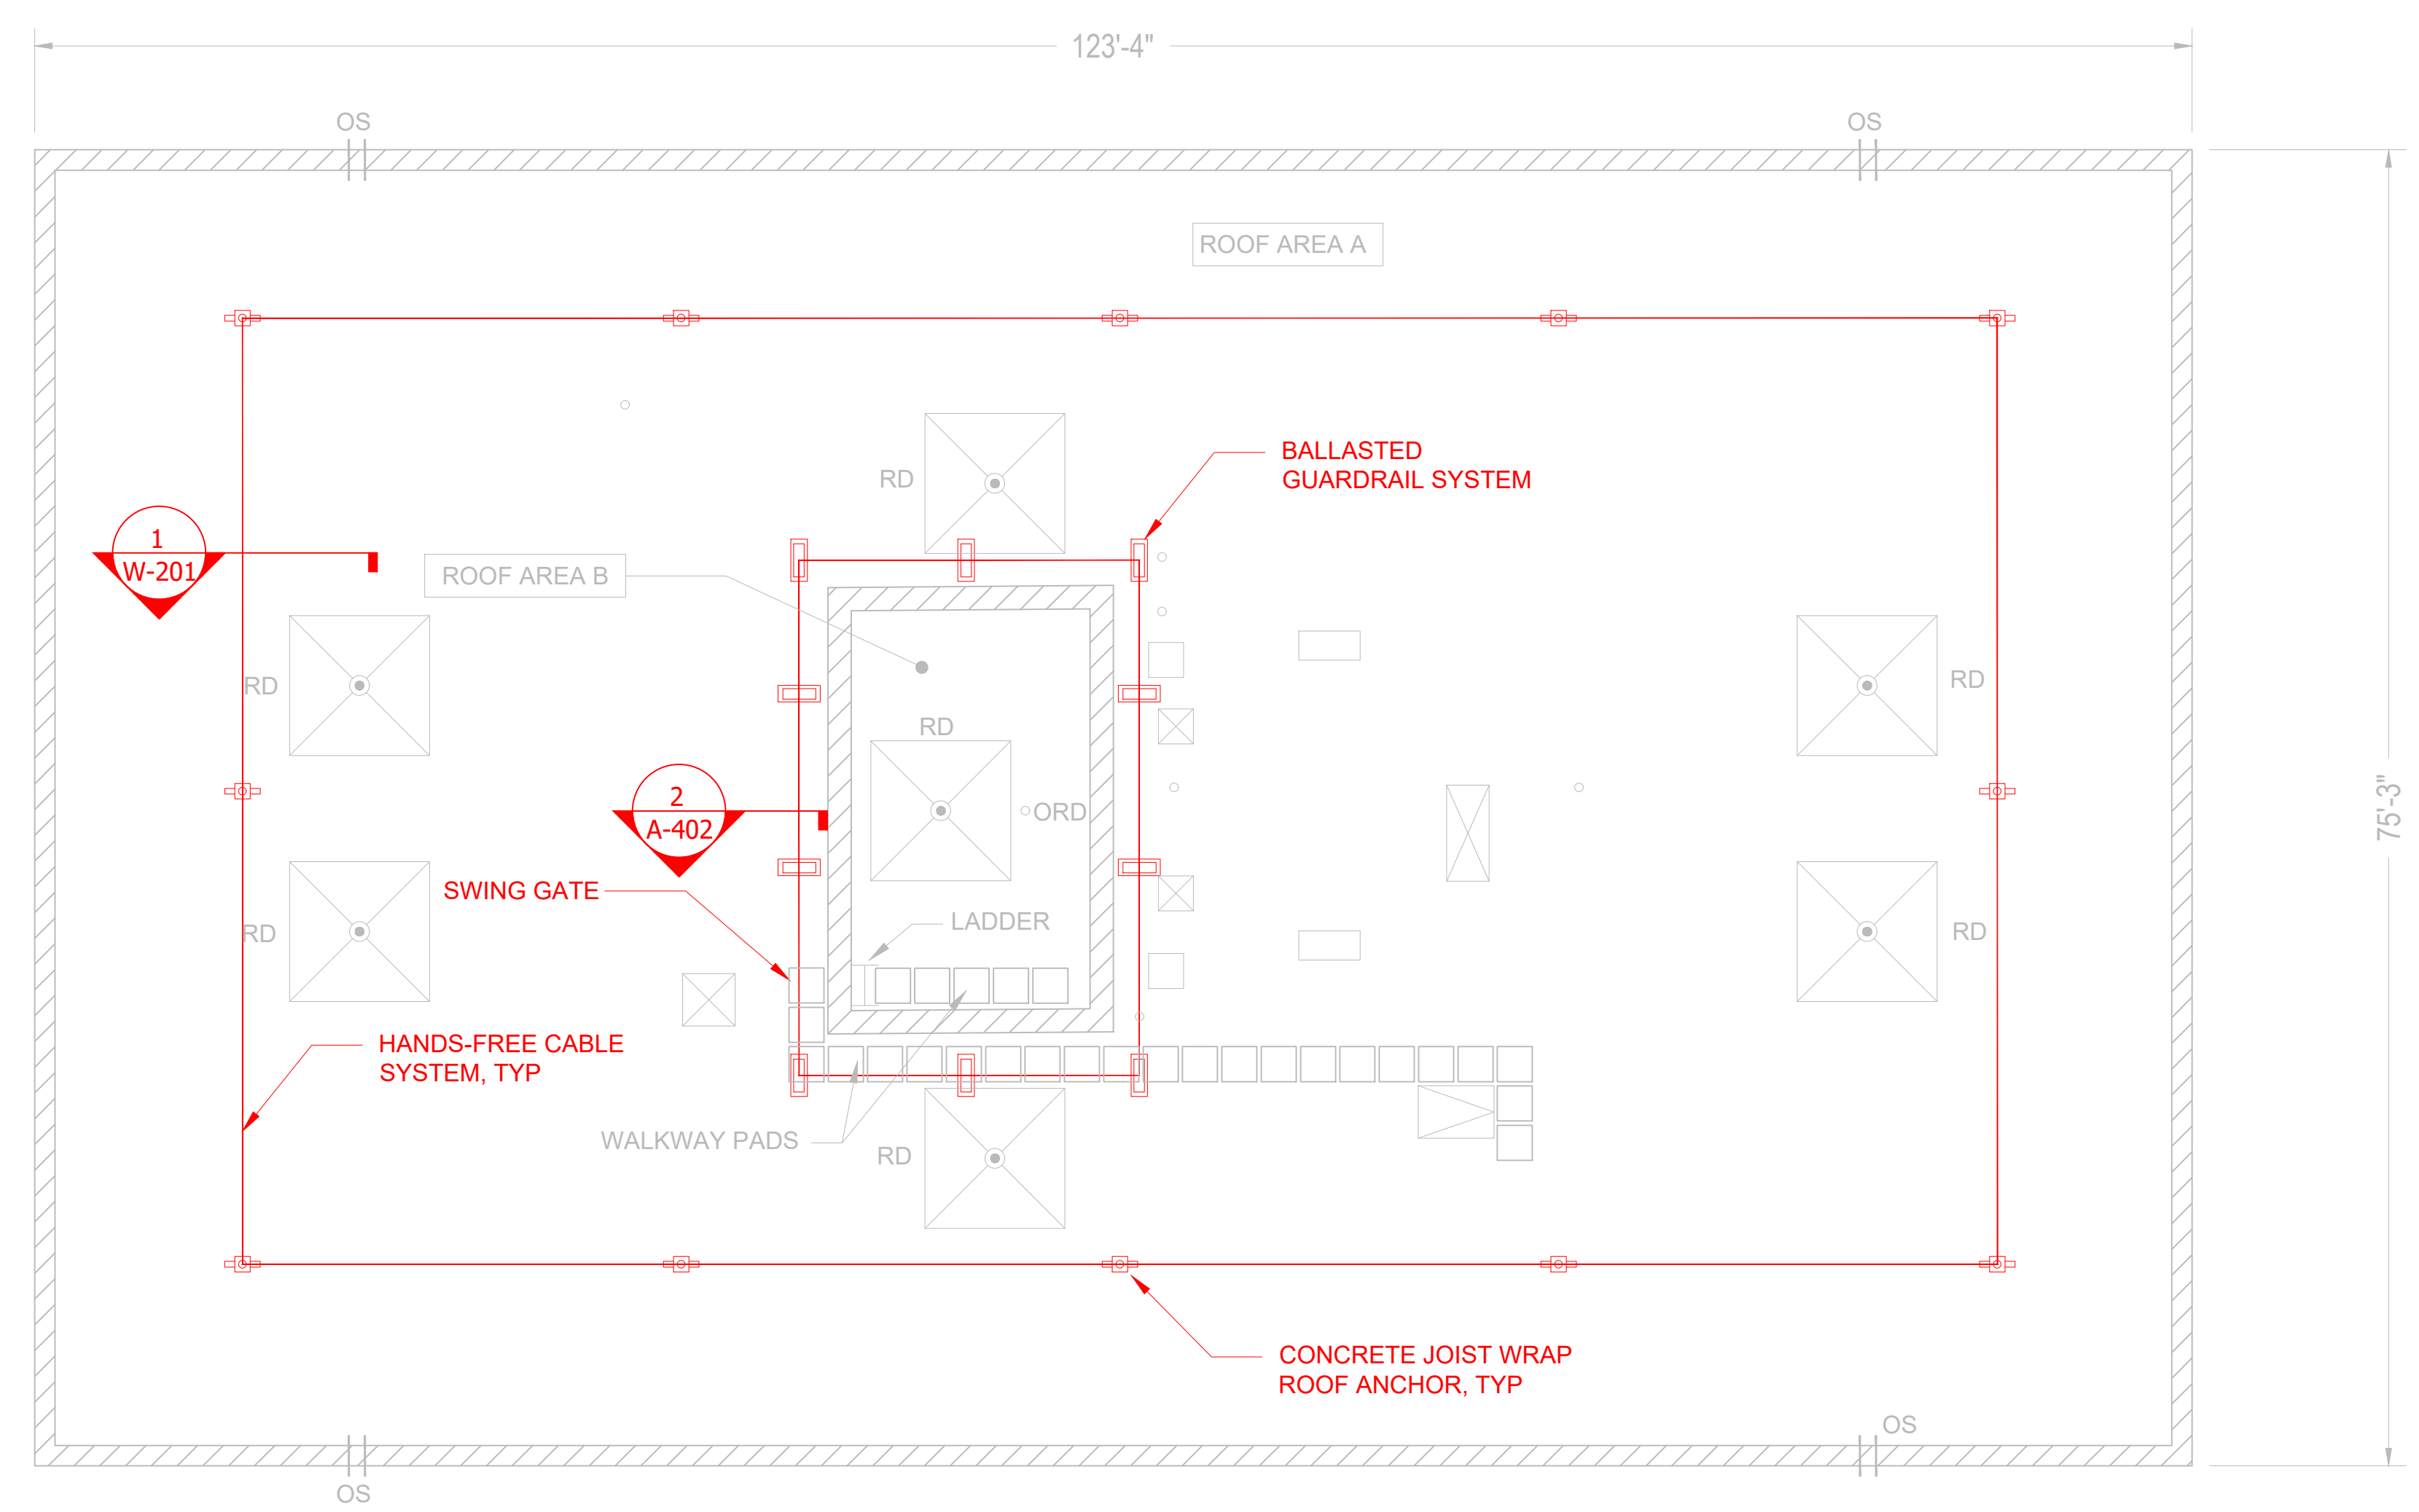 123'-4"
OS
OS
ROOF AREA A
BALLASTED
GUARDRAIL SYSTEM
RD
1
W-201
ROOF AREA B
RD
RD
RD
75'-3"
2
A-402
ORD
SWING GATE
LADDER
RD
RD
HANDS-FREE CABLE
SYSTEM, TYP
WALKWAY PADS
RD
CONCRETE JOIST WRAP
ROOF ANCHOR, TYP
OS
OS